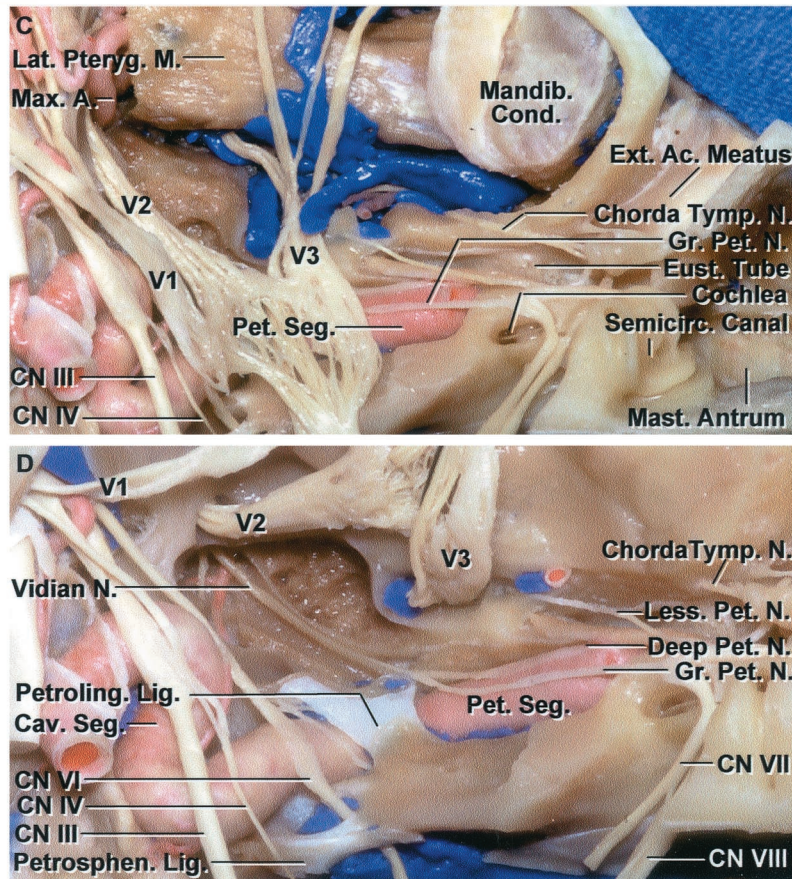 C
Lat. Pteryg. M.
Max. A.
Mandib.
Cond.
Ext. Ac. Meatus
V2
Chorda Tymp. N.
V1
V3
Gr. Pet. N.
Eust. Tube
Pet. Seg.
Cochlea
Semicirc. Canal
CN III
CN IV
Mast. Antrum
D
V1
V2
V3
ChordaTymp. N.
Vidian N.
Less. Pet. N.
Deep Pet. N.
Gr. Pet. N.
Petroling. Lig.
Pet. Seg.
Cav. Seg.
CN VI
CN VII
CN IV
CN III
Petrosphen. Lig.
CN VIII